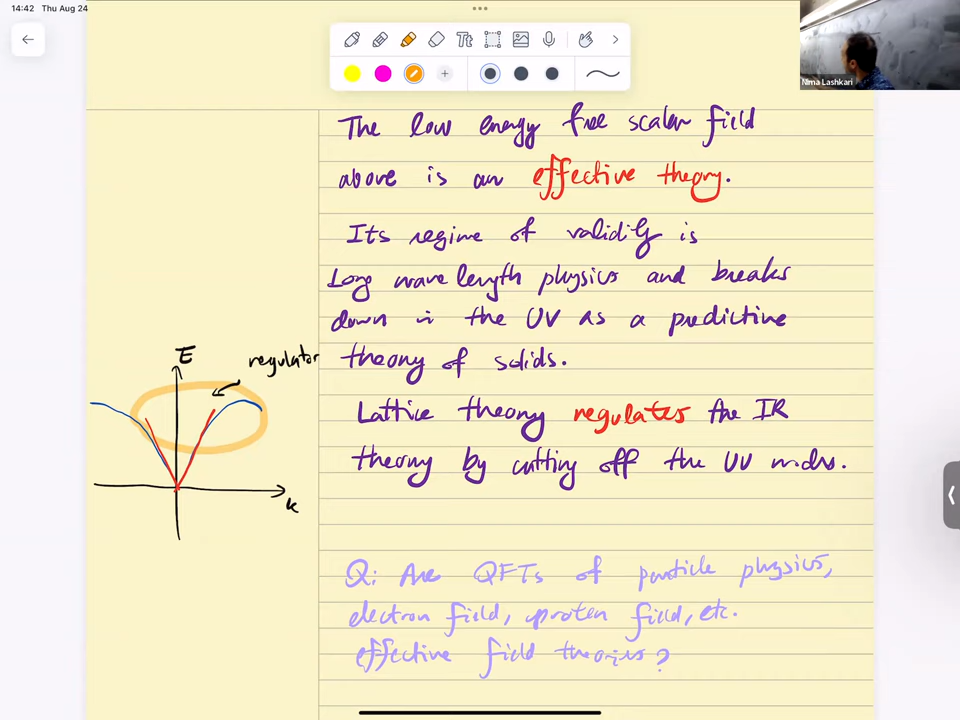 14:42 Thu Aug 24
Tt
Nima Lashkari
The low energy free scalar field
above is an effective theory.
Its regime of validity is
Long wave length physics and breaks
down in the UV as a predictive
theory of solids.
Lattice theory regulates the IR
theory by cutting off the UV modes.
E
regulator
k
Q: Are QFTs of particle physics,
electron field, proton field, etc.
effective field theories?